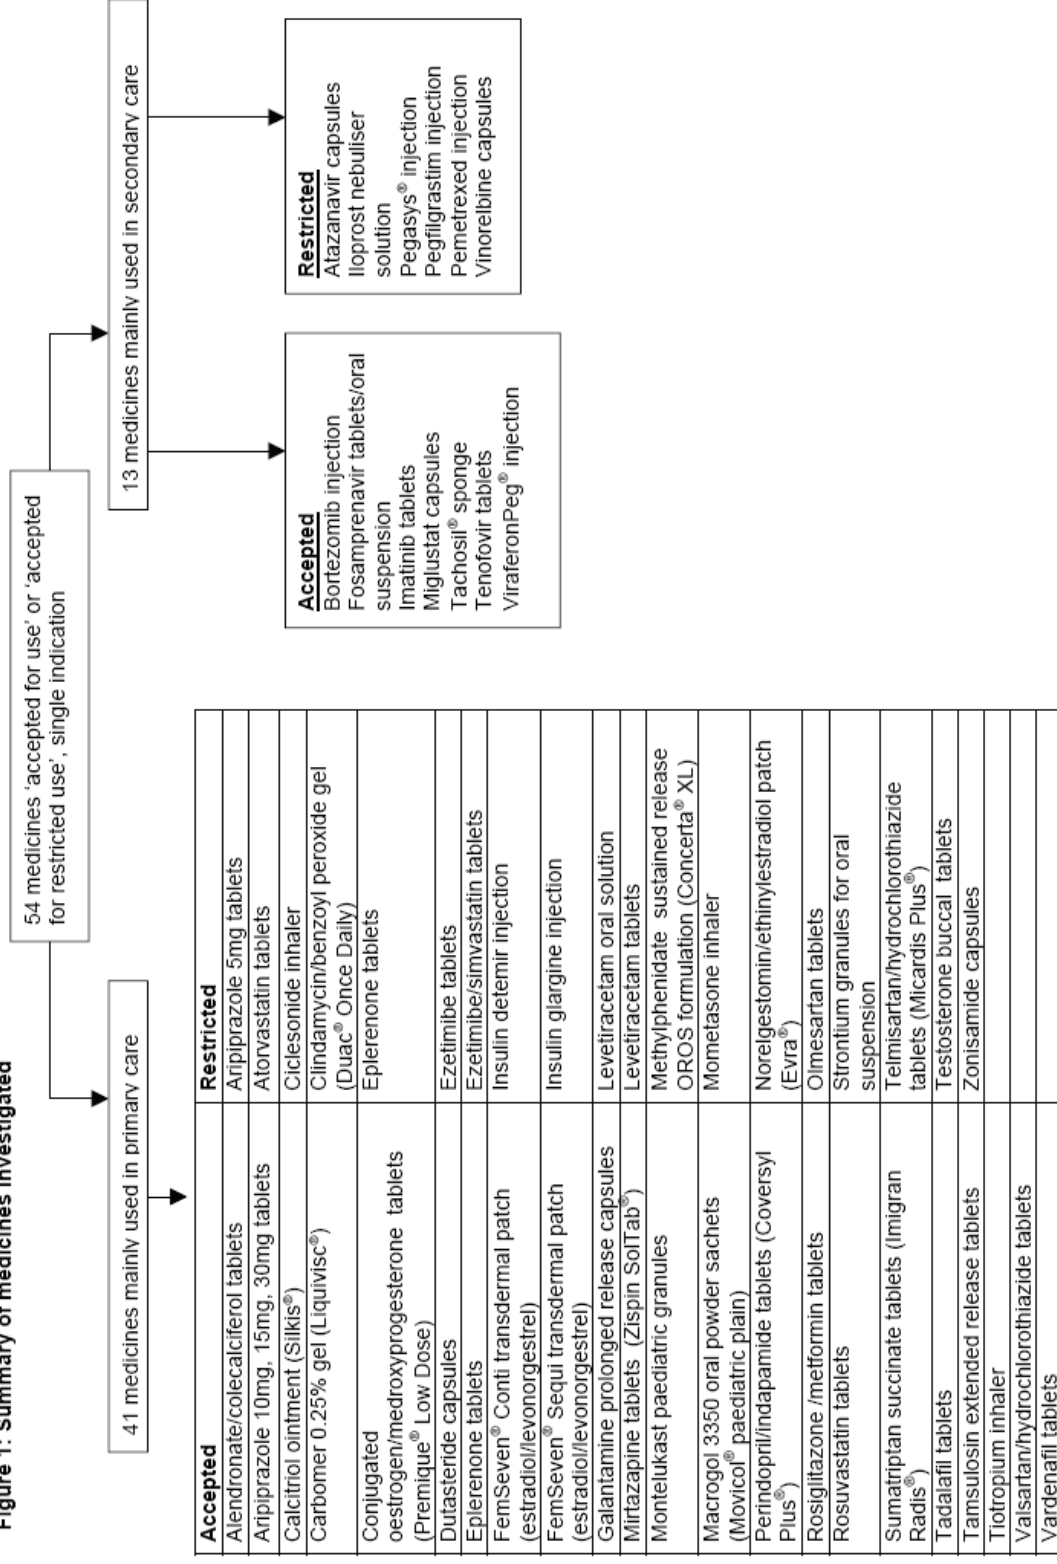 Figure 1: Summary of medicines investigated
54 medicines ‘accepted for use’ or ‘accepted
for restricted use’, single indication
41 medicines mainly used in primary care
13 medicines mainly used in secondary care
Accepted
Restricted
Alendronate/colecalciferol tablets
Aripiprazole 5mg tablets
Aripiprazole 10mg, 15mg, 30mg tablets
Atorvastatin tablets
Calcitriol ointment (Silkis®)
Ciclesonide inhaler
Carbomer 0.25% gel (Liquivisc®)
Clindamycin/benzoyl peroxide gel
(Duac® Once Daily)
Conjugated
oestrogen/medroxyprogesterone tablets
(Premique® Low Dose)
Eplerenone tablets
Dutasteride capsules
Ezetimibe tablets
Eplerenone tablets
Ezetimibe/simvastatin tablets
FemSeven® Conti transdermal patch
(estradiol/levonorgestrel)
Insulin detemir injection
FemSeven® Sequi transdermal patch
(estradiol/levonorgestrel)
Insulin glargine injection
Galantamine prolonged release capsules
Levetiracetam oral solution
Mirtazapine tablets (Zispin SolTab®)
Levetiracetam tablets
Montelukast paediatric granules
Methylphenidate sustained release
OROS formulation (Concerta® XL)
Macrogol 3350 oral powder sachets
(Movicol® paediatric plain)
Mometasone inhaler
Perindopril/indapamide tablets (Coversyl
Plus®)
Norelgestomin/ethinylestradiol patch
(Evra®)
Rosiglitazone /metformin tablets
Olmesartan tablets
Rosuvastatin tablets
Strontium granules for oral
suspension
Sumatriptan succinate tablets (Imigran
Radis®)
Telmisartan/hydrochlorothiazide
tablets (Micardis Plus®)
Tadalafil tablets
Testosterone buccal tablets
Tamsulosin extended release tablets
Zonisamide capsules
Tiotropium inhaler
Valsartan/hydrochlorothiazide tablets
Vardenafil tablets
Accepted
Bortezomib injection
Fosamprenavir tablets/oral
suspension
Imatinib tablets
Miglustat capsules
Tachosil® sponge
Tenofovir tablets
ViraferonPeg® injection
Restricted
Atazanavir capsules
Iloprost nebuliser
solution
Pegasys® injection
Pegfilgrastim injection
Pemetrexed injection
Vinorelbine capsules